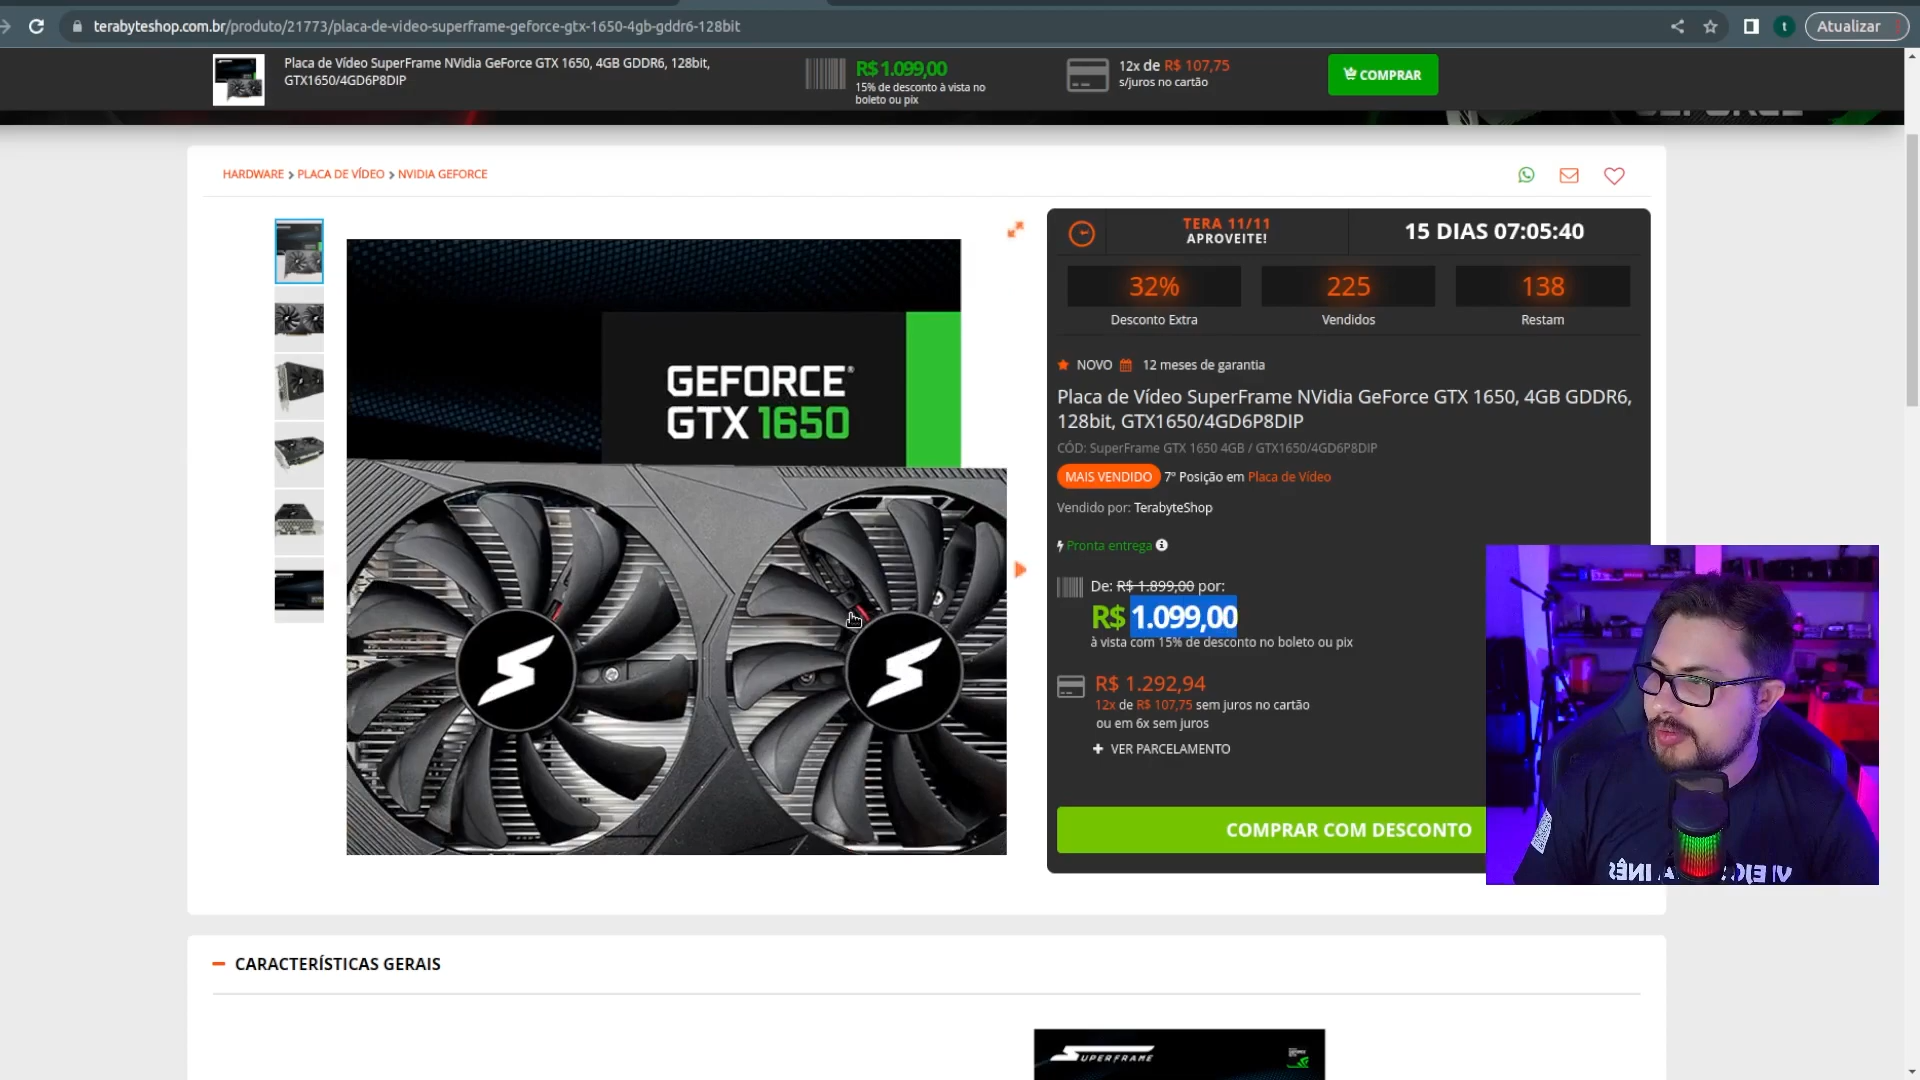 terabyteshop.com.br/produto/21773/placa-de-video-superframe-geforce-gtx-1650-4gb-gddr6-128bit
t
Atualizar
Placa de Vídeo SuperFrame NVidia GeForce GTX 1650, 4GB GDDR6, 128bit,
GTX1650/4GD6P8DIP
R$ 1.099,00
15% de desconto à vista no
boleto ou pix
12x de R$ 107,75
s/juros no cartão
COMPRAR
HARDWARE > PLACA DE VÍDEO > NVIDIA GEFORCE
GEFORCE®
GTX 1650
TERA 11/11
APROVEITE!
15 DIAS 07:05:40
32%
225
138
Desconto Extra
Vendidos
Restam
NOVO
12 meses de garantia
Placa de Vídeo SuperFrame NVidia GeForce GTX 1650, 4GB GDDR6,
128bit, GTX1650/4GD6P8DIP
CÓD: SuperFrame GTX 1650 4GB / GTX1650/4GD6P8DIP
MAIS VENDIDO
7º Posição em Placa de Vídeo
Vendido por: TerabyteShop
Pronta entrega
De: R$ 1.899,00 por:
R$ 1.099,00
à vista com 15% de desconto no boleto ou pix
R$ 1.292,94
12x de R$ 107,75 sem juros no cartão
ou em 6x sem juros
+ VER PARCELAMENTO
COMPRAR COM DESCONTO
CARACTERÍSTICAS GERAIS
SUPERFRAME